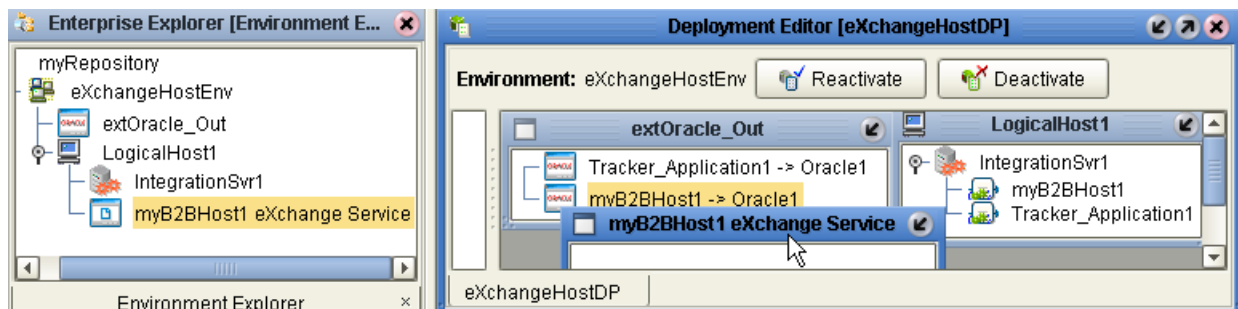 Enterprise Explorer [Environment E...
myRepository
eXchangeHostEnv
extOracle_Out
LogicalHost1
IntegrationSvr1
myB2BHost1 eXchange Service
Environment Explorer
Deployment Editor [eXchangeHostDP]
Environment: eXchangeHostEnv
Reactivate
Deactivate
extOracle_Out
Tracker_Application1 -> Oracle1
myB2BHost1 -> Oracle1
myB2BHost1 eXchange Service
LogicalHost1
IntegrationSvr1
myB2BHost1
Tracker_Application1
eXchangeHostDP